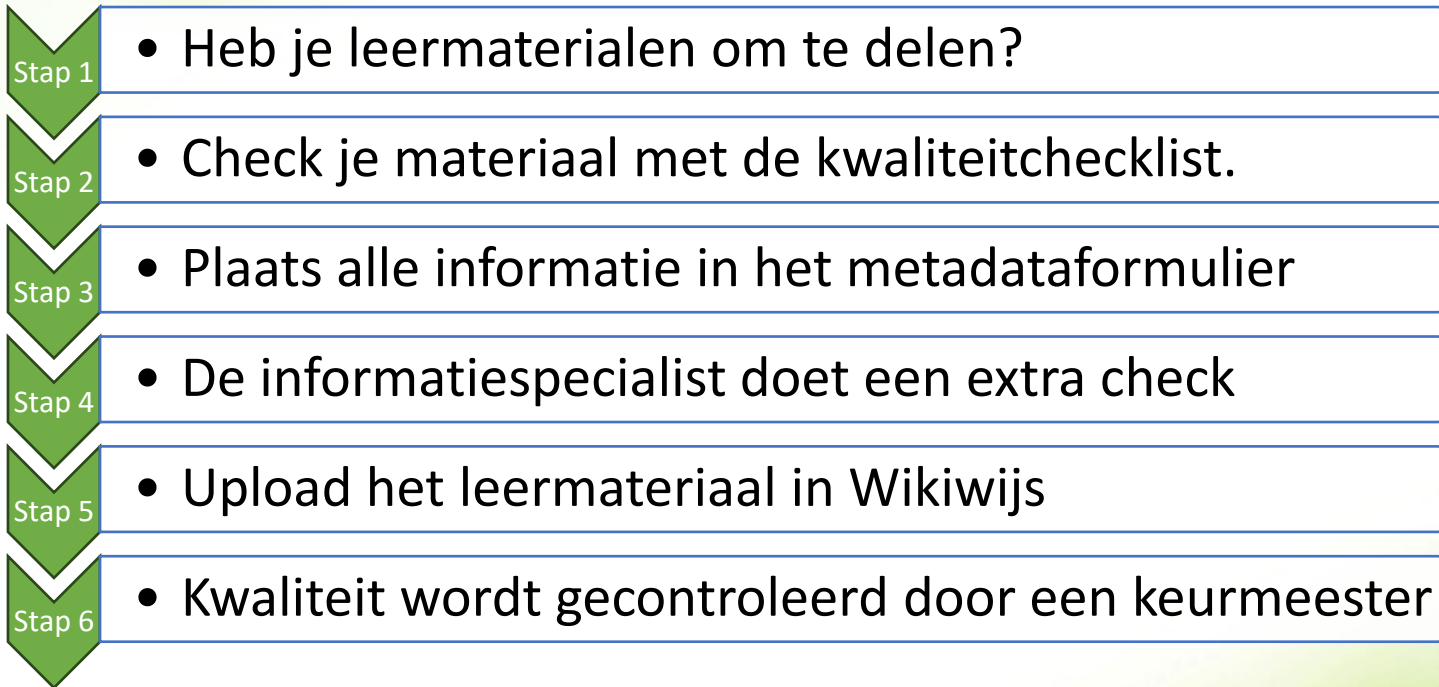 Stap 1
• Heb je leermaterialen om te delen?
Stap 2
• Check je materiaal met de kwaliteitchecklist.
Stap 3
• Plaats alle informatie in het metadataformulier
Stap 4
• De informatiespecialist doet een extra check
Stap 5
• Upload het leermateriaal in Wikiwijs
Stap 6
• Kwaliteit wordt gecontroleerd door een keurmeester